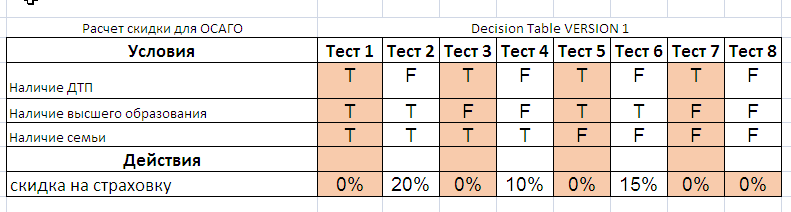 Расчет скидки для ОСАГО Decision Table VERSION 1
Условия Тест 1 Тест 2 Тест 3 Тест 4 Тест 5 Тест 6 Тест 7 Тест 8
Наличие ДТП T F T F T F T F
Наличие высшего образования T T F F T T F F
Наличие семьи T T T T F F F F
Действия
скидка на страховку 0% 20% 0% 10% 0% 15% 0% 0%